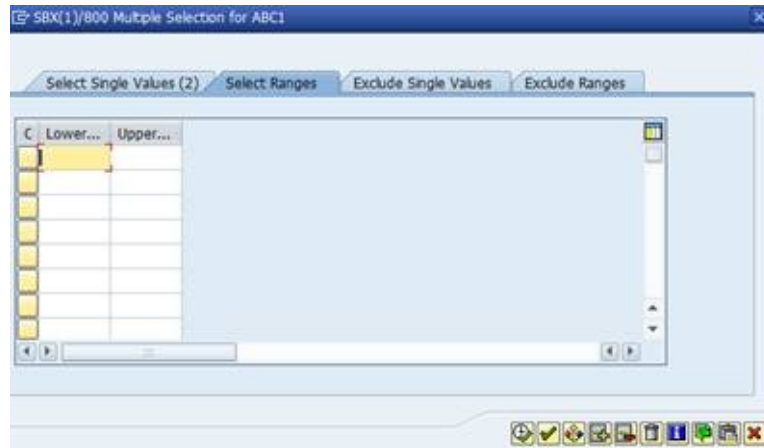 SBX(1)/800 Multiple Selection for ABC1
Select Single Values (2) Select Ranges Exclude Single Values Exclude Ranges
C Lower... Upper...